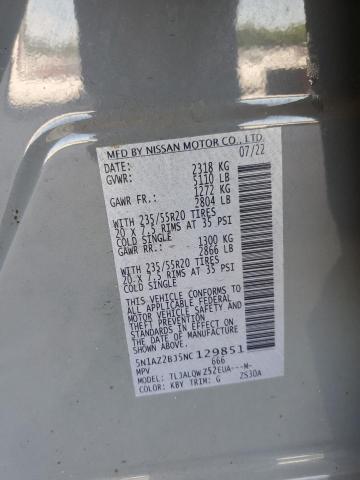 MFD BY NISSAN MOTOR CO., LTD.
DATE: 07/22
GVWR: 2318 KG
5110 LB
GAWR FR.: 1272 KG
2804 LB
WITH 235/55R20 TIRES
20 x 7.5 RIMS AT 35 PSI
COLD SINGLE
GAWR RR.: 1300 KG
2866 LB
WITH 235/55R20 TIRES
20 x 7.5 RIMS AT 35 PSI
COLD SINGLE
THIS VEHICLE CONFORMS TO
ALL APPLICABLE FEDERAL
MOTOR VEHICLE SAFETY AND
THEFT PREVENTION STANDARDS
IN EFFECT ON THE DATE
OF MANUFACTURE SHOWN
ABOVE.
5N1AZ2BJ5NC129851
MPV 666
MODEL: TLJALQWZ52EUA---M-
COLOR: KBY TRIM: G ZS30A